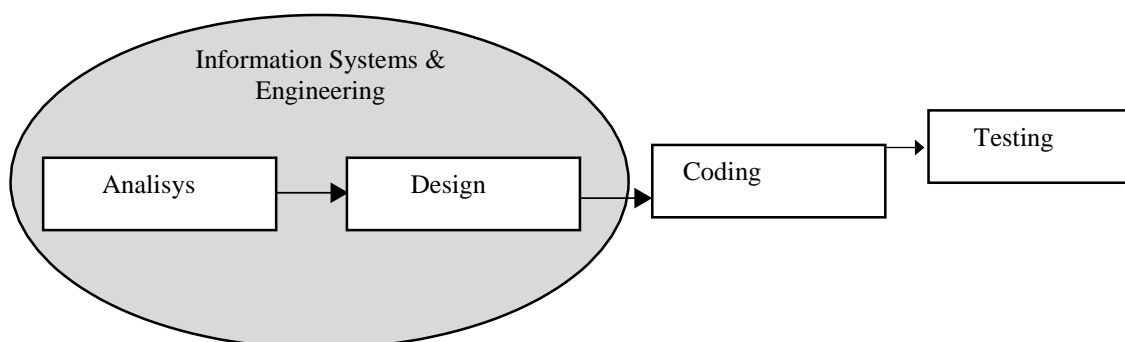 Information Systems &
Engineering
Analisys
Design
Coding
Testing